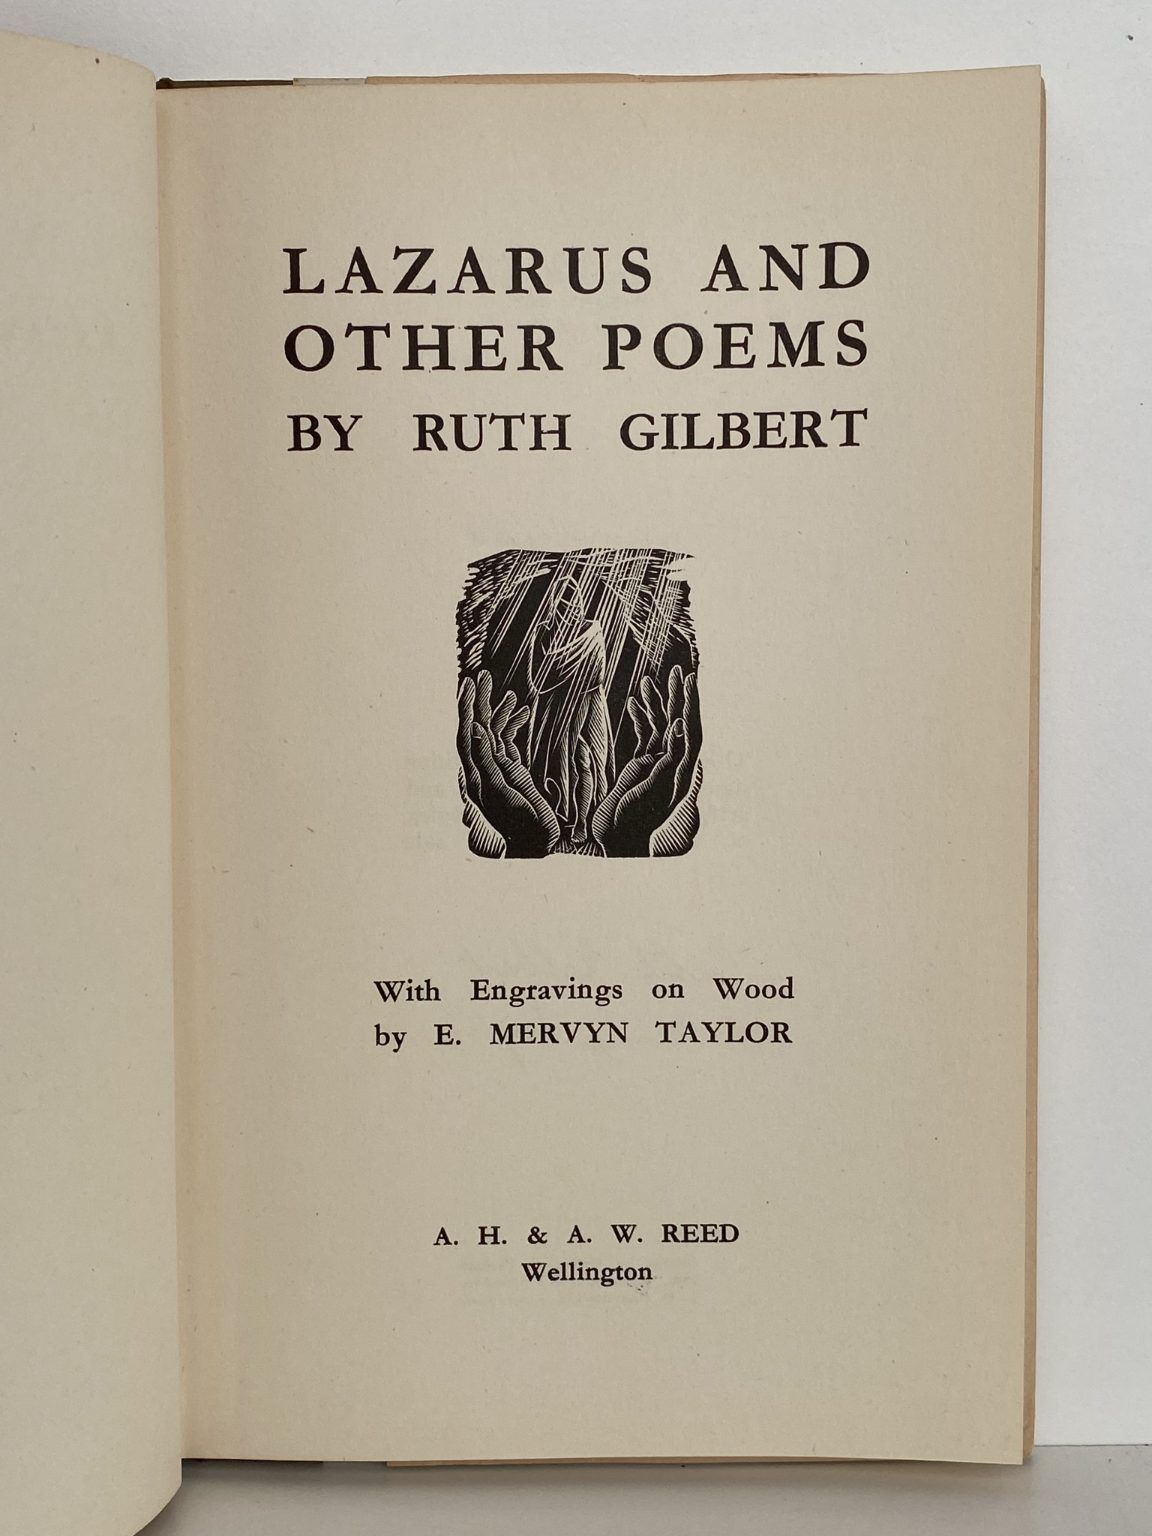 LAZARUS AND
OTHER POEMS
BY RUTH GILBERT
With Engravings on Wood
by E. MERVYN TAYLOR
A. H. & A. W. REED
Wellington